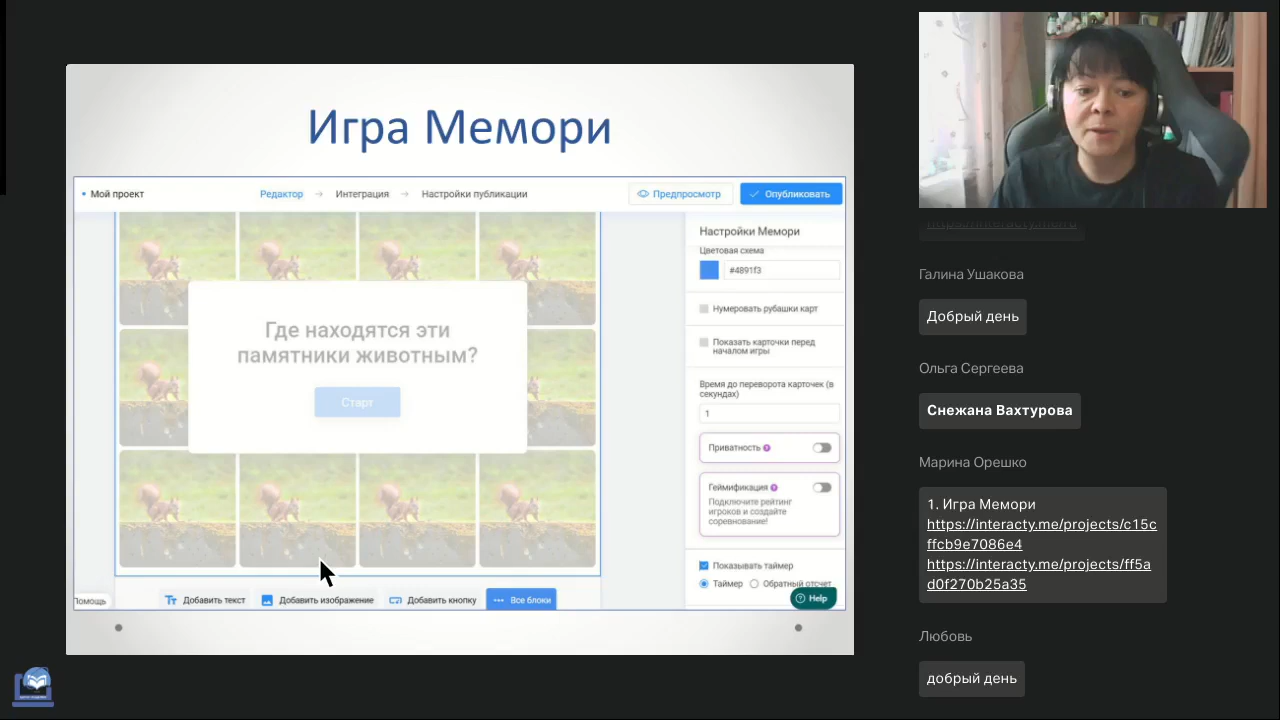 Игра Мемори
Мой проект
Редактор → Интеграция → Настройки публикации
Предпросмотр
Опубликовать
Где находятся эти
памятники животным?
Старт
Настройки Мемори
Цветовая схема
#4891f3
Нумеровать рубашки карт
Показать карточки перед
началом игры
Время до переворота карточек (в
секундах)
1
Приватность
Геймификация
Подключите рейтинг
игроков и создайте
соревнование!
Показывать таймер
Таймер
Обратный отсчет
Help
Помощь
Добавить текст
Добавить изображение
Добавить кнопку
Все блоки
Галина Ушакова
Добрый день
Ольга Сергеева
Снежана Вахтурова
Марина Орешко
1. Игра Мемори
https://interacty.me/projects/c15c
ffcb9e7086e4
https://interacty.me/projects/ff5a
d0f270b25a35
Любовь
добрый день